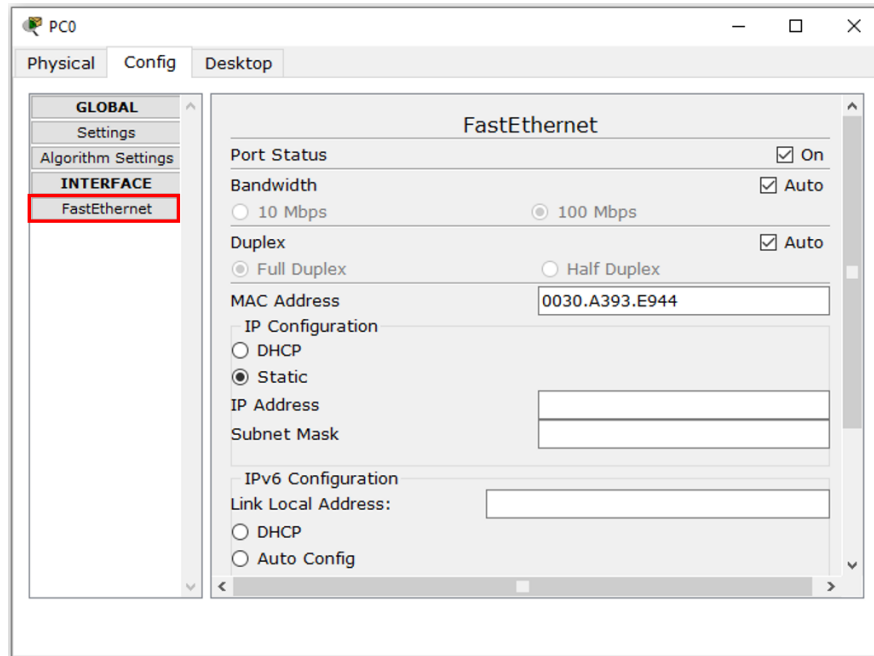 PC0
Physical Config Desktop
GLOBAL
Settings
Algorithm Settings
INTERFACE
FastEthernet
FastEthernet
Port Status On
Bandwidth Auto
10 Mbps 100 Mbps
Duplex Auto
Full Duplex Half Duplex
MAC Address 0030.A393.E944
IP Configuration
DHCP
Static
IP Address
Subnet Mask
IPv6 Configuration
Link Local Address:
DHCP
Auto Config